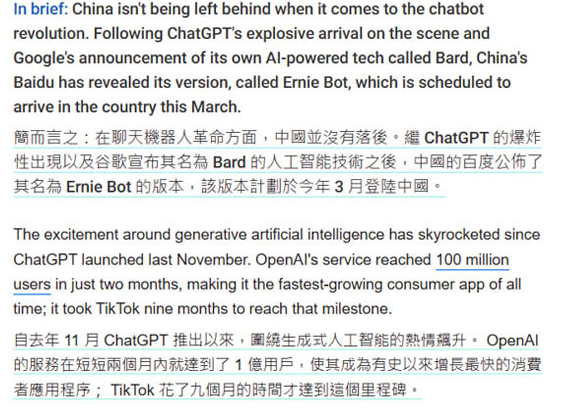 In brief: China isn't being left behind when it comes to the chatbot
revolution. Following ChatGPT's explosive arrival on the scene and
Google's announcement of its own AI-powered tech called Bard, China's
Baidu has revealed its version, called Ernie Bot, which is scheduled to
arrive in the country this March.
簡而言之：在聊天機器人革命方面，中國並沒有落後。繼 ChatGPT 的爆炸
性出現以及谷歌宣布其名為 Bard 的人工智能技術之後，中國的百度公佈了
其名為 Ernie Bot 的版本，該版本計劃於今年 3 月登陸中國。
The excitement around generative artificial intelligence has skyrocketed since
ChatGPT launched last November. OpenAI's service reached 100 million
users in just two months, making it the fastest-growing consumer app of all
time; it took TikTok nine months to reach that milestone.
自去年 11 月 ChatGPT 推出以來，圍繞生成式人工智能的熱情飆升。 OpenAI
的服務在短短兩個月內就達到了 1 億用戶，使其成為有史以來增長最快的消費
者應用程序； TikTok 花了九個月的時間才達到這個里程碑。